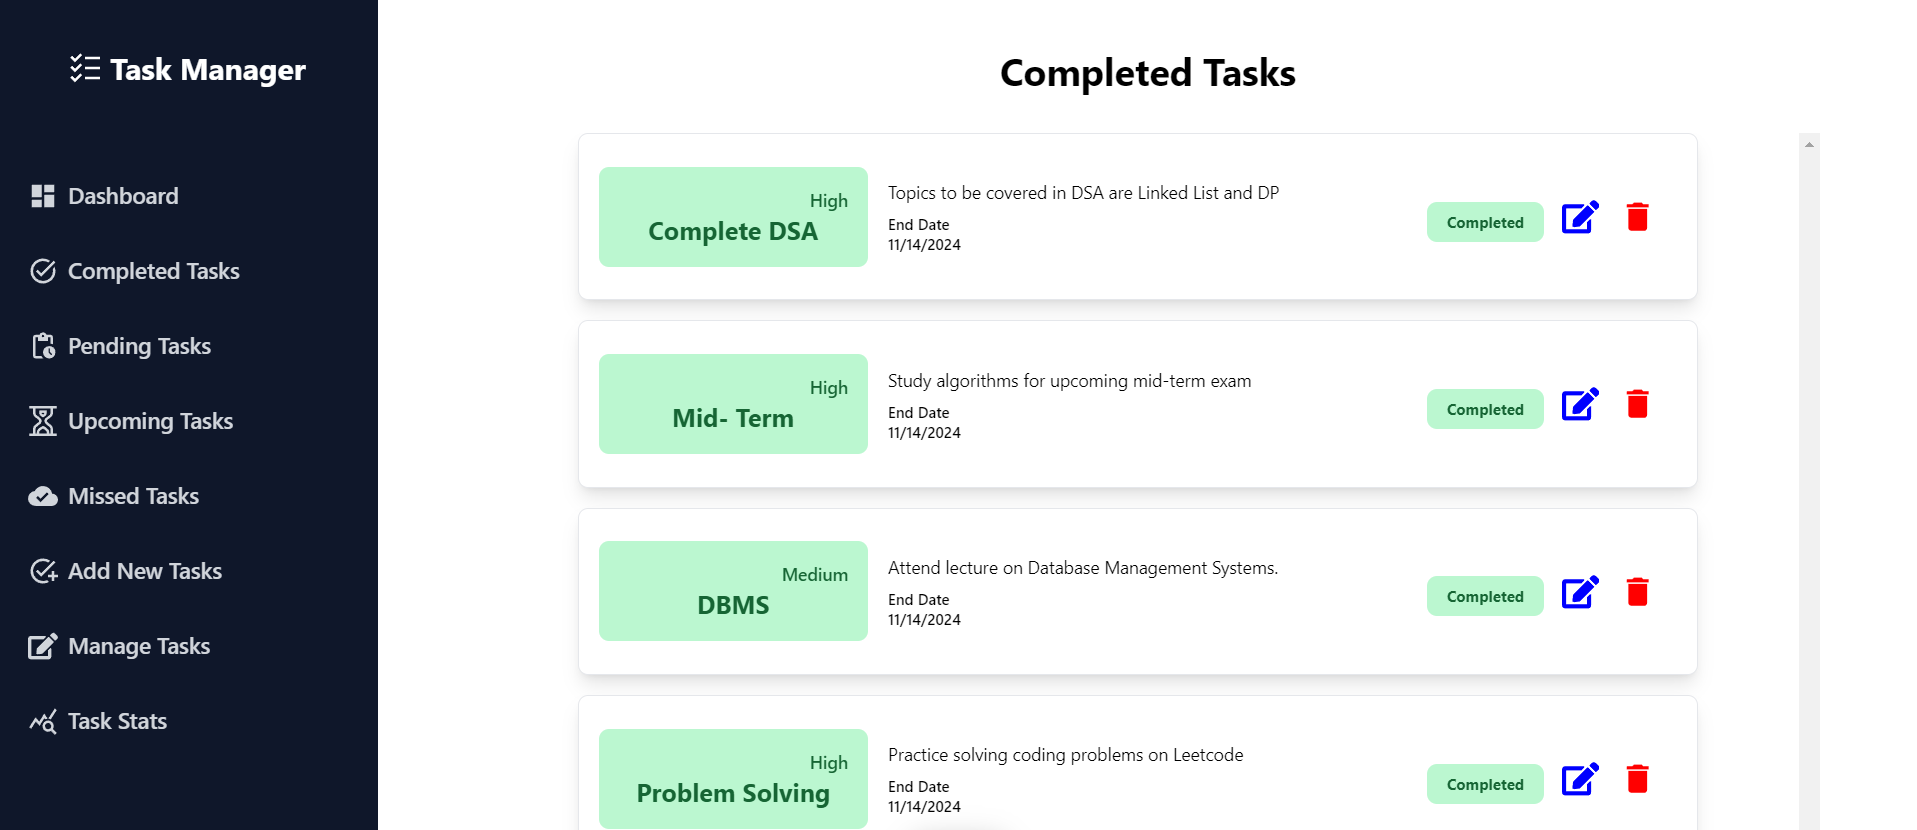 Task Manager
Dashboard
Completed Tasks
Pending Tasks
Upcoming Tasks
Missed Tasks
Add New Tasks
Manage Tasks
Task Stats
Completed Tasks
High
Complete DSA
Topics to be covered in DSA are Linked List and DP
End Date
11/14/2024
Completed
High
Mid- Term
Study algorithms for upcoming mid-term exam
End Date
11/14/2024
Completed
Medium
DBMS
Attend lecture on Database Management Systems.
End Date
11/14/2024
Completed
High
Problem Solving
Practice solving coding problems on Leetcode
End Date
11/14/2024
Completed